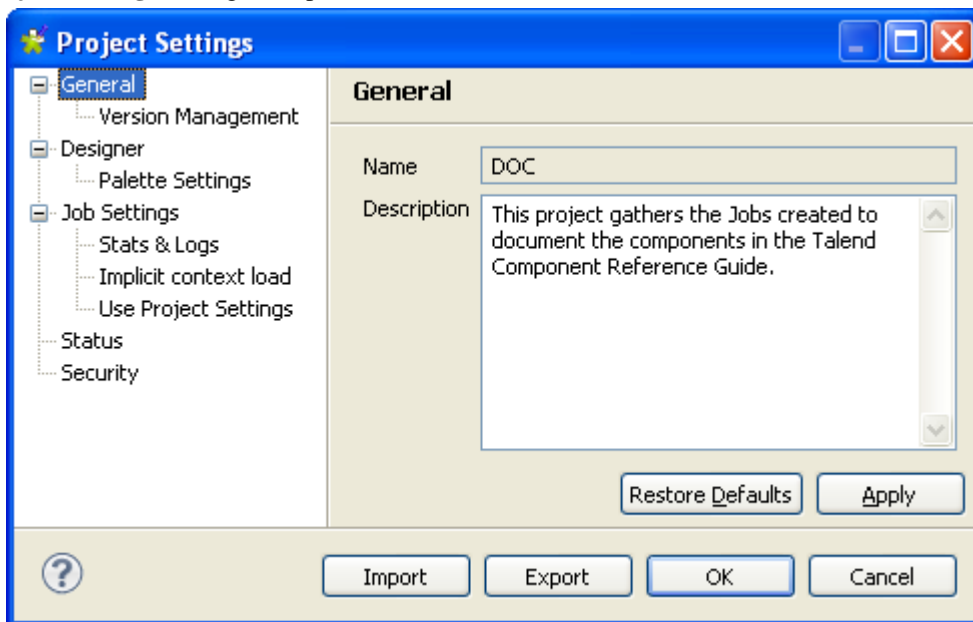 Project Settings
General
Version Management
Designer
Palette Settings
Job Settings
Stats & Logs
Implicit context load
Use Project Settings
Status
Security
General
Name DOC
Description This project gathers the Jobs created to
document the components in the Talend
Component Reference Guide.
Restore Defaults Apply
? Import Export OK Cancel